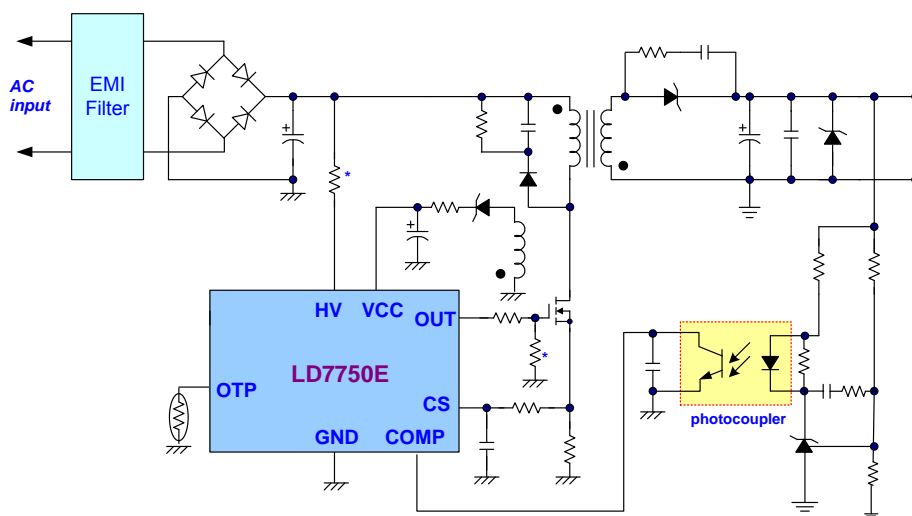 AC
input
EMI
Filter
*
HV
VCC
OUT
*
LD7750E
OTP
CS
GND
COMP
photocoupler
+
+
+